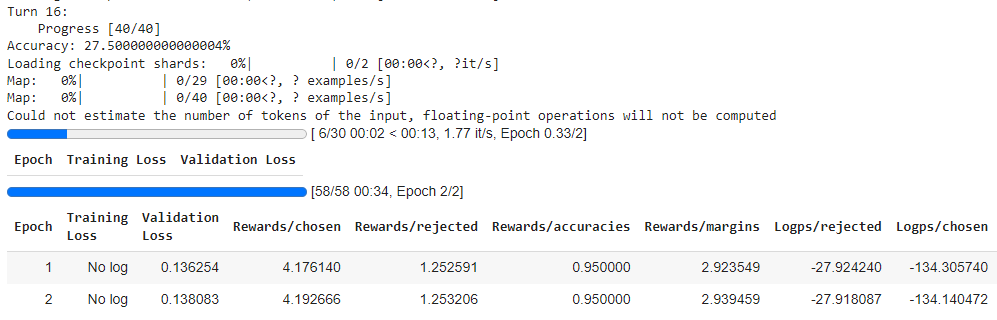 Turn 16:
Progress [40/40]
Accuracy: 27.500000000000004%
Loading checkpoint shards:   0%|          | 0/2 [00:00<?, ?it/s]
Map:   0%|          | 0/29 [00:00<?, ? examples/s]
Map:   0%|          | 0/40 [00:00<?, ? examples/s]
Could not estimate the number of tokens of the input, floating-point operations will not be computed
[ 6/30 00:02 < 00:13, 1.77 it/s, Epoch 0.33/2]
Epoch Training Loss Validation Loss
[58/58 00:34, Epoch 2/2]
Epoch Training Loss Validation Loss Rewards/chosen Rewards/rejected Rewards/accuracies Rewards/margins Logps/rejected Logps/chosen
1 No log 0.136254 4.176140 1.252591 0.950000 2.923549 -27.924240 -134.305740
2 No log 0.138083 4.192666 1.253206 0.950000 2.939459 -27.918087 -134.140472